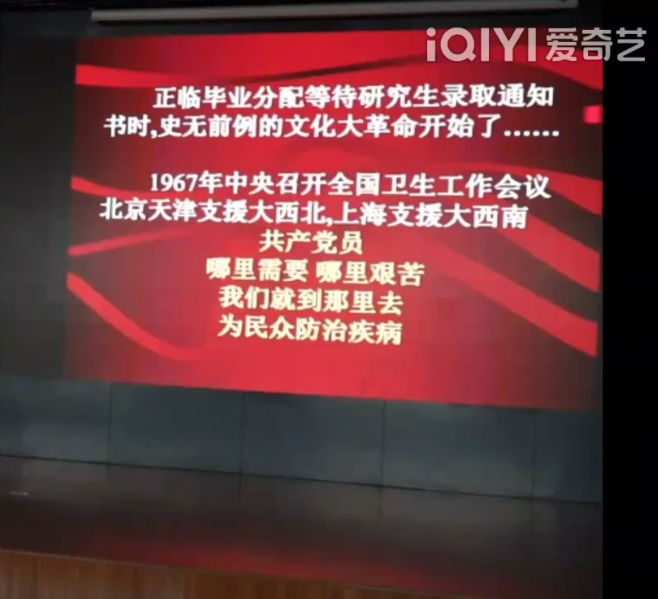 iQIYI 爱奇艺
正临毕业分配等待研究生录取通知
书时,史无前例的文化大革命开始了……
1967年中央召开全国卫生工作会议
北京天津支援大西北,上海支援大西南
共产党员
哪里需要 哪里艰苦
我们就到那里去
为民众防治疾病